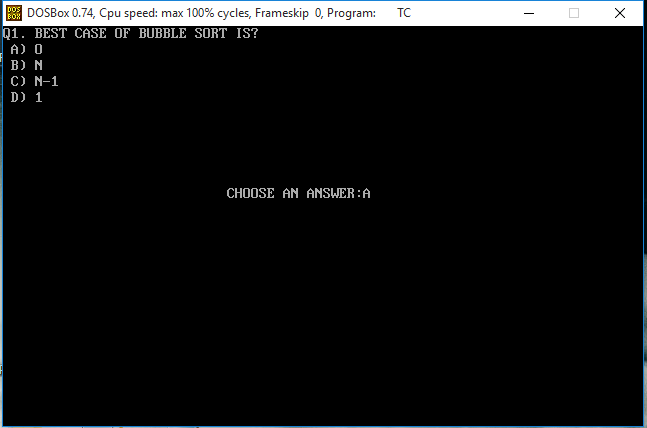 DOSBox 0.74, Cpu speed: max 100% cycles, Frameskip 0, Program: TC
Q1. BEST CASE OF BUBBLE SORT IS?
A) 0
B) N
C) N-1
D) 1
CHOOSE AN ANSWER:A